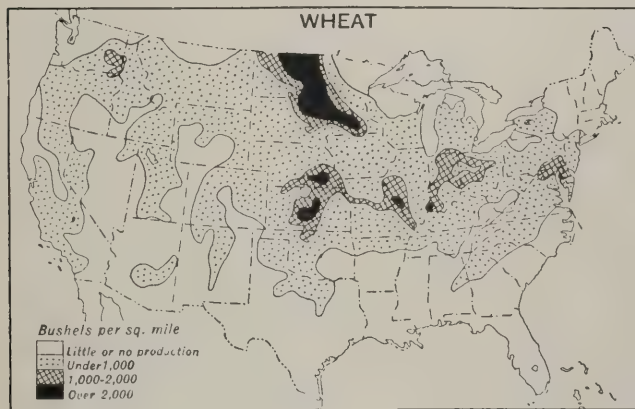 WHEAT
Bushels per sq. mile
Little or no production
Under 1,000
1,000-2,000
Over 2,000